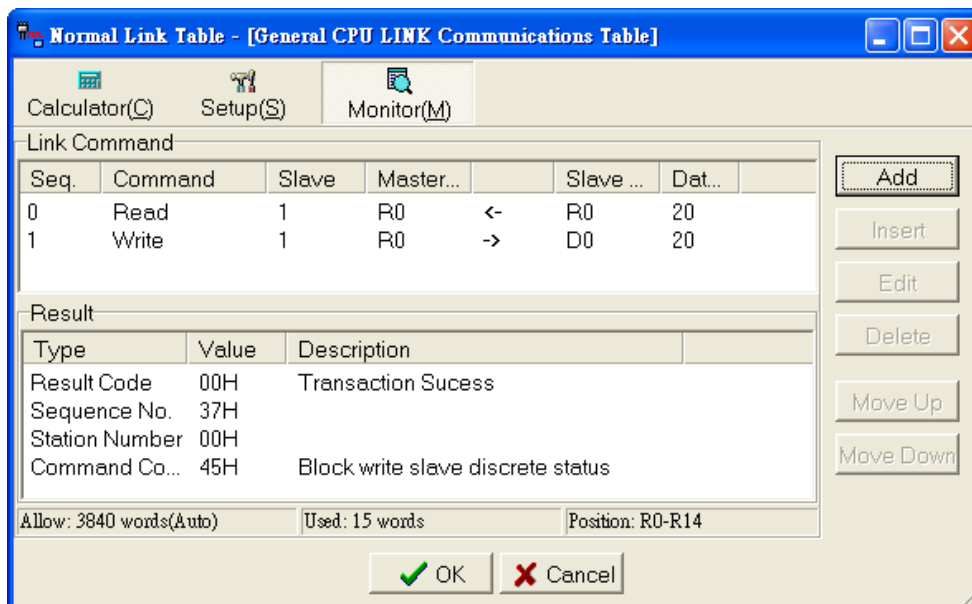 Normal Link Table - [General CPU LINK Communications Table]
Calculator(C) Setup(S) Monitor(M)
Link Command
Seq. Command Slave Master... Slave ... Dat...
0 Read 1 R0 <- R0 20
1 Write 1 R0 -> D0 20
Result
Type Value Description
Result Code 00H Transaction Sucess
Sequence No. 37H
Station Number 00H
Command Co... 45H Block write slave discrete status
Allow: 3840 words(Auto) Used: 15 words Position: R0-R14
Add
Insert
Edit
Delete
Move Up
Move Down
OK Cancel